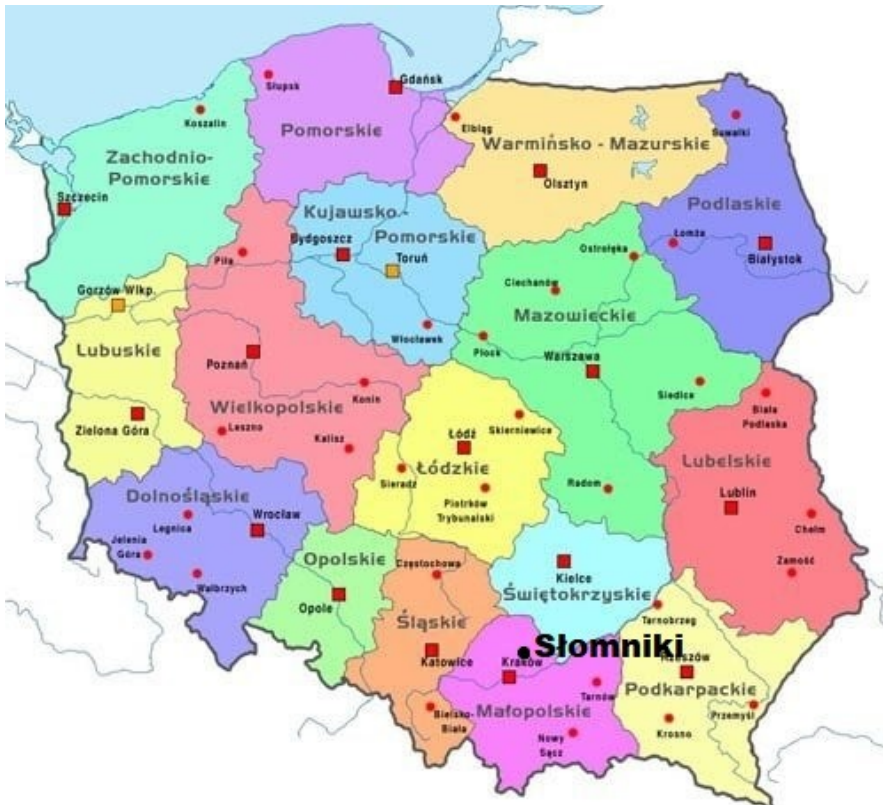 Gdańsk
Słupsk
Koszalin
Pomorskie
Elbląg
Suwałki
Warmińsko - Mazurskie
Zachodnio-
Pomorskie
Olsztyn
Szczecin
Podlaskie
Kujawsko -
Pomorskie
Bydgoszcz
Toruń
Łomża
Ostrołęka
Białystok
Piła
Ciechanów
Gorzów Wlkp.
Mazowieckie
Włocławek
Płock
Lubuskie
Poznań
Warszawa
Siedlce
Konin
Biała
Podlaska
Wielkopolskie
Zielona Góra
Leszno
Kalisz
Skierniewice
Łódź
Łódzkie
Sieradz
Lubelskie
Radom
Piotrków
Trybunalski
Lublin
Dolnośląskie
Legnica
Wrocław
Chełm
Jelenia
Góra
Wałbrzych
Opolskie
Częstochowa
Kielce
Zamość
Świętokrzyskie
Opole
Tarnobrzeg
Śląskie
Słomniki
Katowice
Kraków
Rzeszów
Tarnów
Podkarpackie
Małopolskie
Przemyśl
Bielsko-
Biała
Krosno
Nowy
Sącz